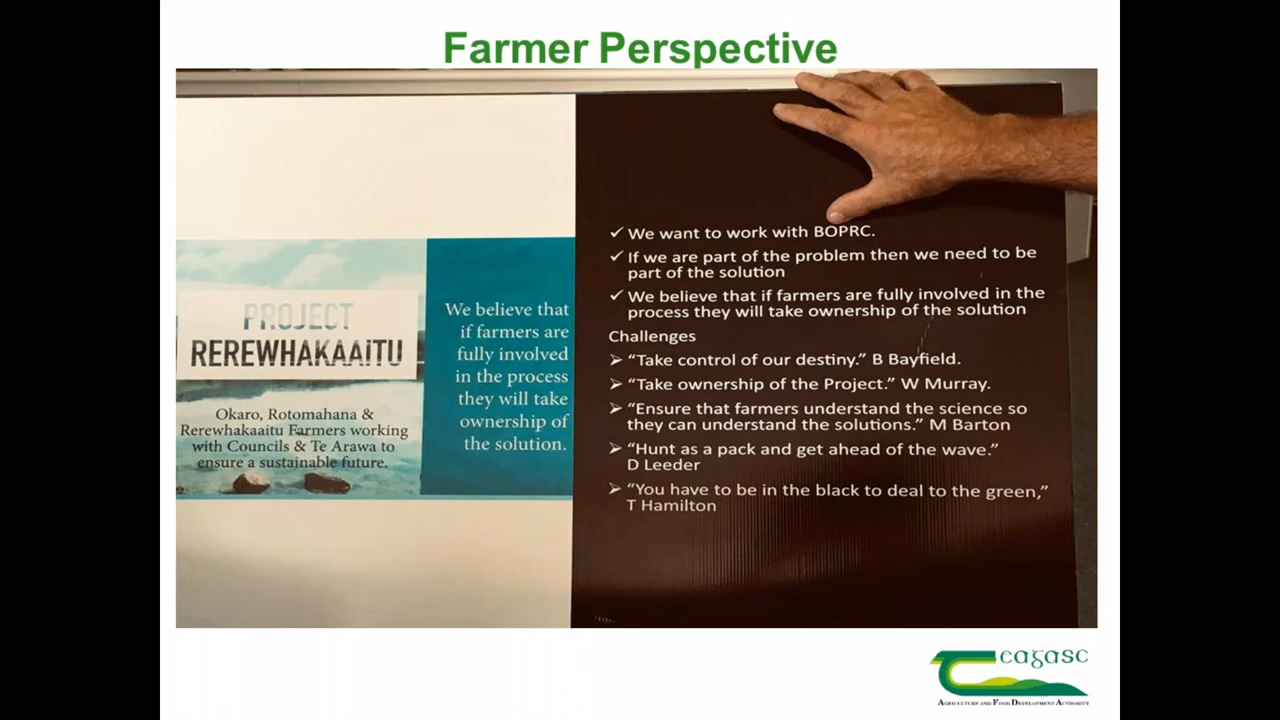 Farmer Perspective
PROJECT
REREWHAKAAITU
Okaro, Rotomahana &
Rerewhakaaitu Farmers working
with Councils & Te Arawa to
ensure a sustainable future.
We believe that
if farmers are
fully involved
in the process
they will take
ownership of
the solution.
✓ We want to work with BOPRC.
✓ If we are part of the problem then we need to be
part of the solution
✓ We believe that if farmers are fully involved in the
process they will take ownership of the solution
Challenges
➢ “Take control of our destiny.” B Bayfield.
➢ “Take ownership of the Project.” W Murray.
➢ “Ensure that farmers understand the science so
they can understand the solutions.” M Barton
➢ “Hunt as a pack and get ahead of the wave.”
D Leeder
➢ “You have to be in the black to deal to the green,”
T Hamilton
Teagasc
AGRICULTURE AND FOOD DEVELOPMENT AUTHORITY